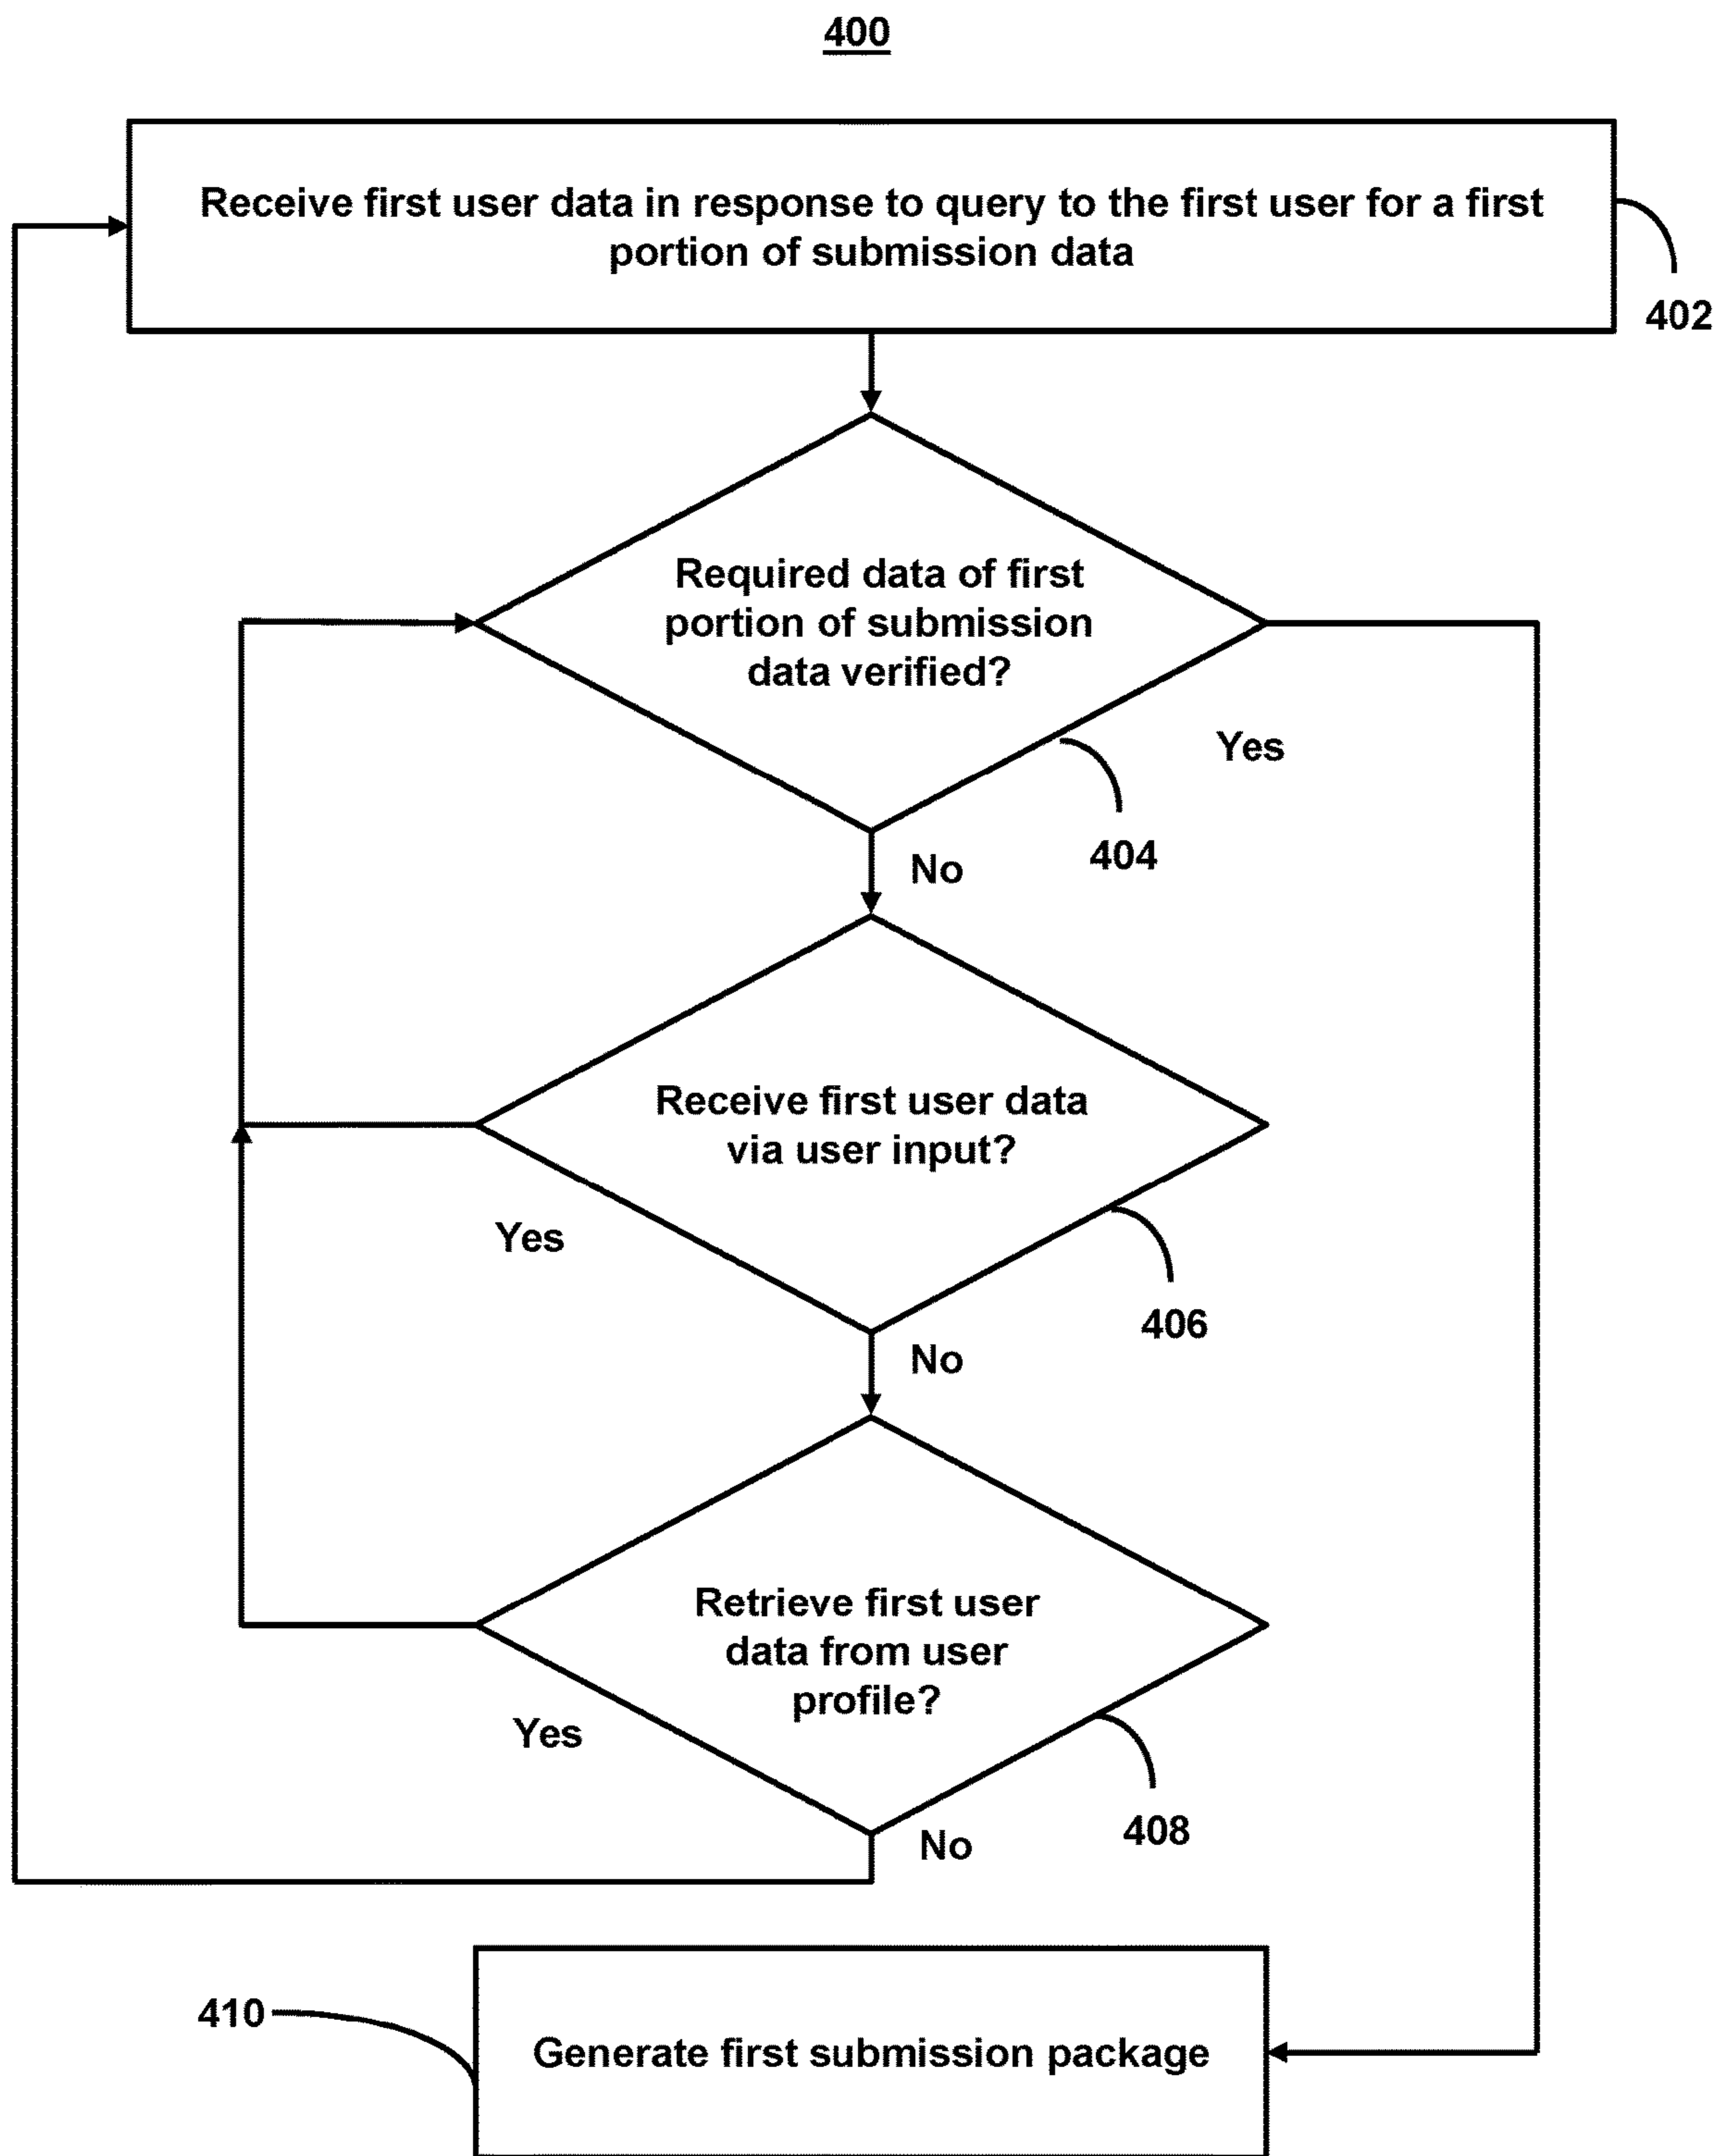 400
Receive first user data in response to query to the first user for a first
portion of submission data
402
Required data of first
portion of submission
data verified?
Yes
404
No
Receive first user data
via user input?
Yes
406
No
Retrieve first user
data from user
profile?
Yes
408
No
410
Generate first submission package